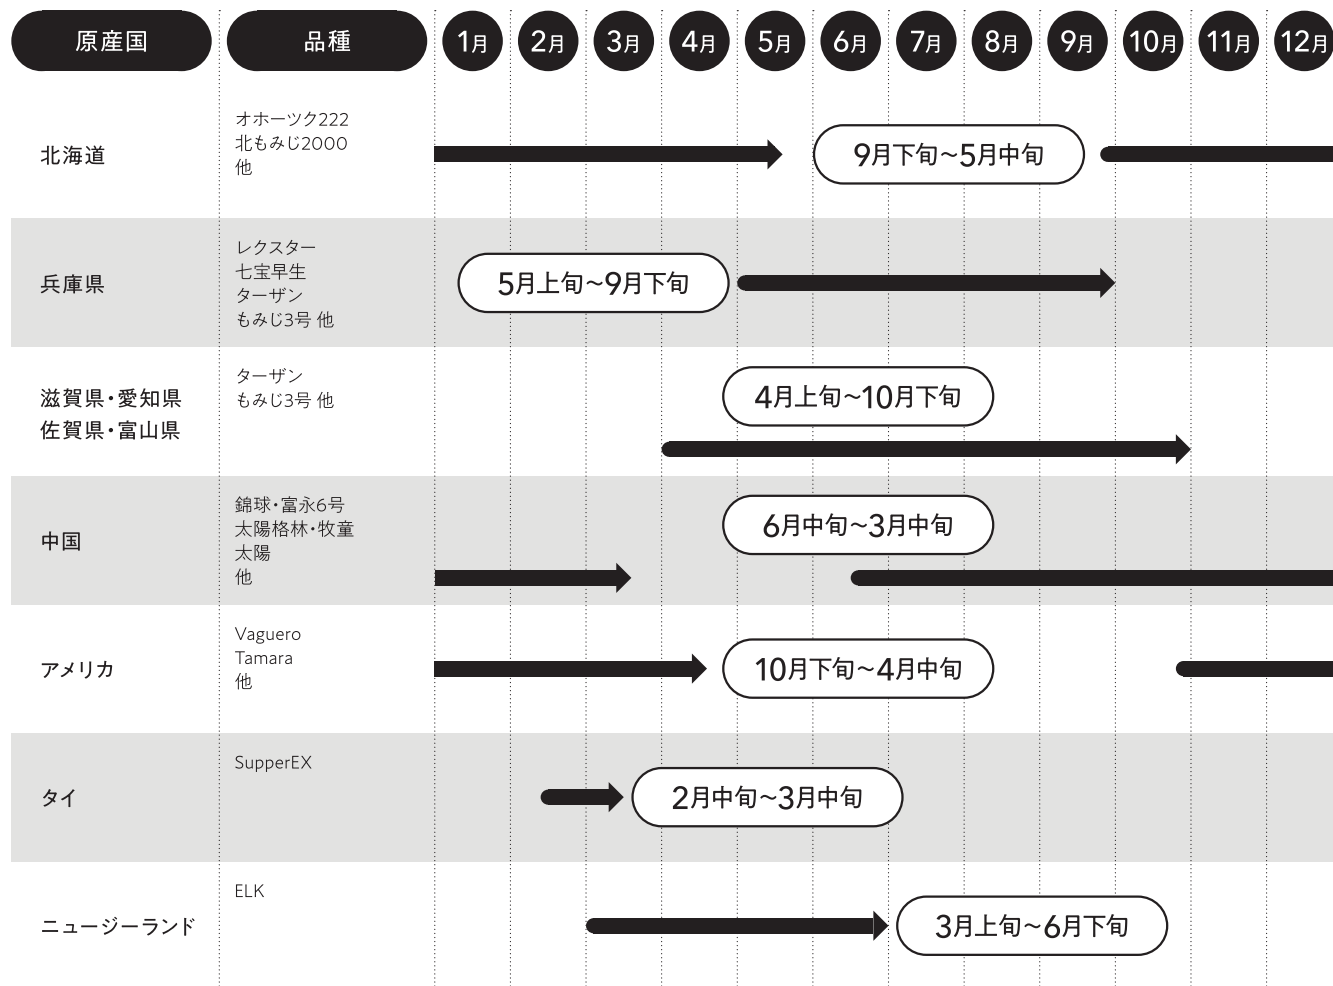 原産国 品種 1月 2月 3月 4月 5月 6月 7月 8月 9月 10月 11月 12月
北海道
オホーツク222
北もみじ2000
他
9月下旬~5月中旬
兵庫県
レクスター
七宝早生
ターザン
もみじ3号 他
5月上旬~9月下旬
滋賀県・愛知県
佐賀県・富山県
ターザン
もみじ3号 他
4月上旬~10月下旬
中国
錦球・富永6号
太陽格林・牧童
太陽
他
6月中旬~3月中旬
アメリカ
Vaguero
Tamara
他
10月下旬~4月中旬
タイ
SupperEX
2月中旬~3月中旬
ニュージーランド
ELK
3月上旬~6月下旬